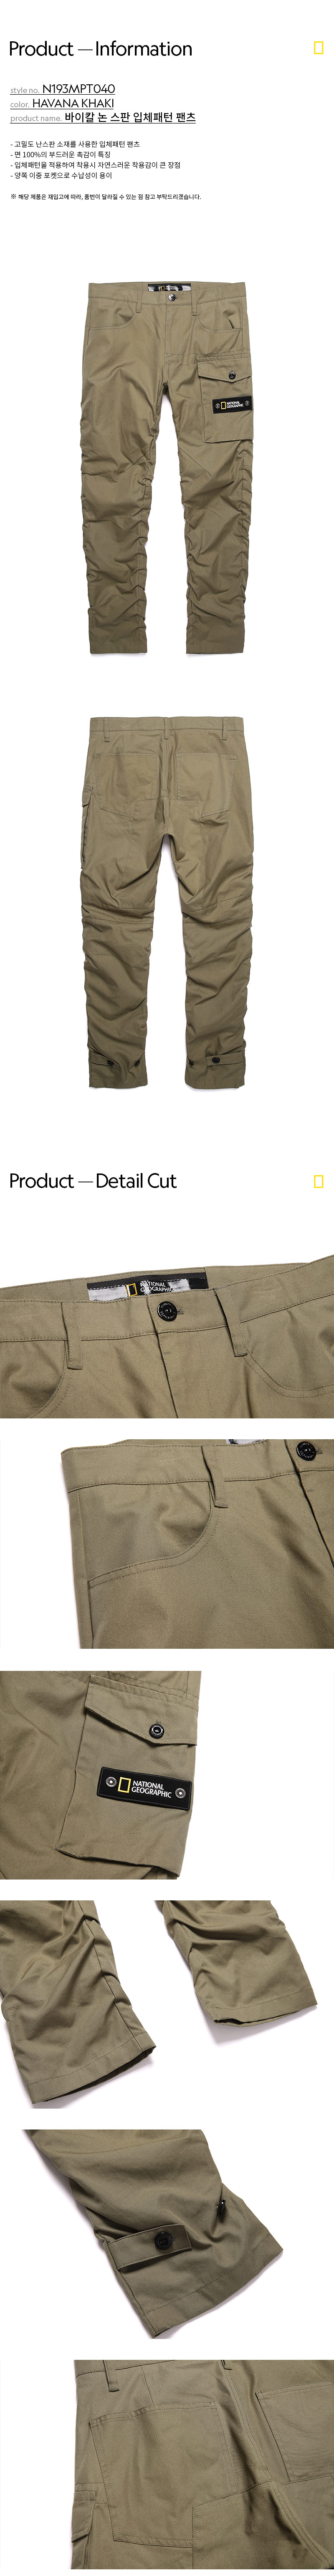 Product — Information
style no. N193MPT040
color. HAVANA KHAKI
product name. 바이칼 논 스판 입체패턴 팬츠
- 고밀도 난스판 소재를 사용한 입체패턴 팬츠
- 면 100%의 부드러운 촉감이 특징
- 입체패턴을 적용하여 착용시 자연스러운 착용감이 큰 장점
- 양쪽 이중 포켓으로 수납성이 용이
※ 해당 제품은 재입고에 따라, 품번이 달라질 수 있는 점 참고 부탁드리겠습니다.
NATIONAL
GEOGRAPHIC
Product — Detail Cut
NATIONAL
GEOGRAPHIC
NATIONAL
GEOGRAPHIC